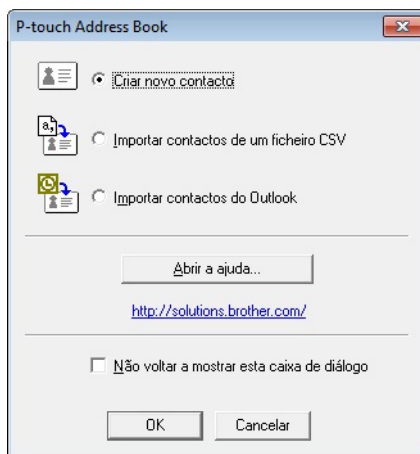 P-touch Address Book
Criar novo contacto
a,
Importar contactos de um ficheiro CSV
Importar contactos do Outlook
Abrir a ajuda...
http://solutions.brother.com/
Não voltar a mostrar esta caixa de diálogo
OK
Cancelar